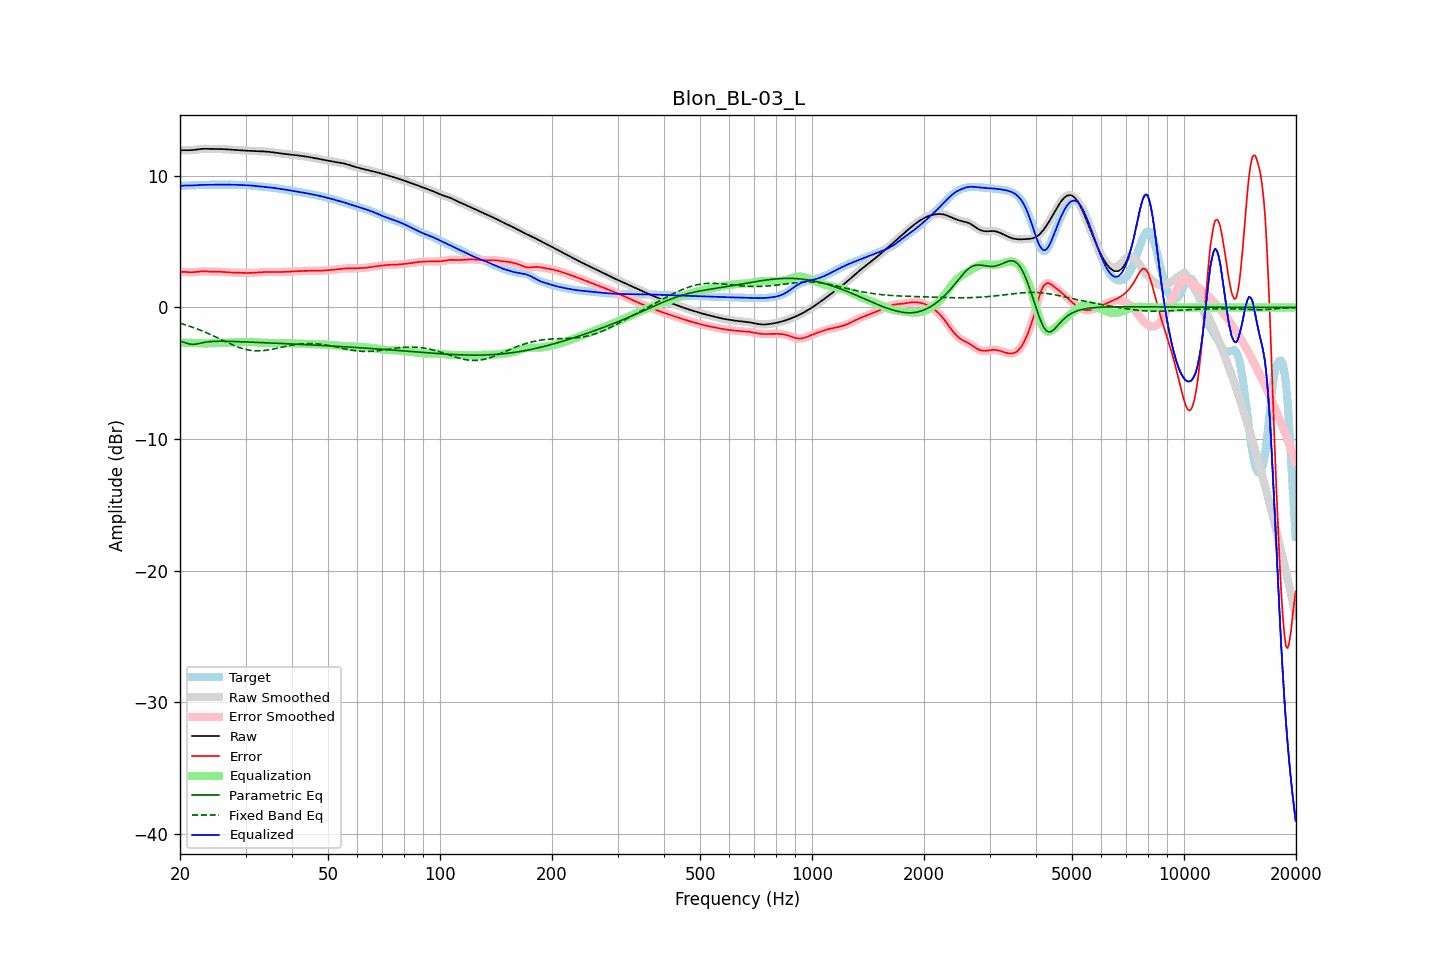 Blon_BL-03_L
Amplitude (dBr)
10
0
−10
−20
−30
−40
Target
Raw Smoothed
Error Smoothed
Raw
Error
Equalization
Parametric Eq
Fixed Band Eq
Equalized
20 50 100 200 500 1000 2000 5000 10000 20000
Frequency (Hz)